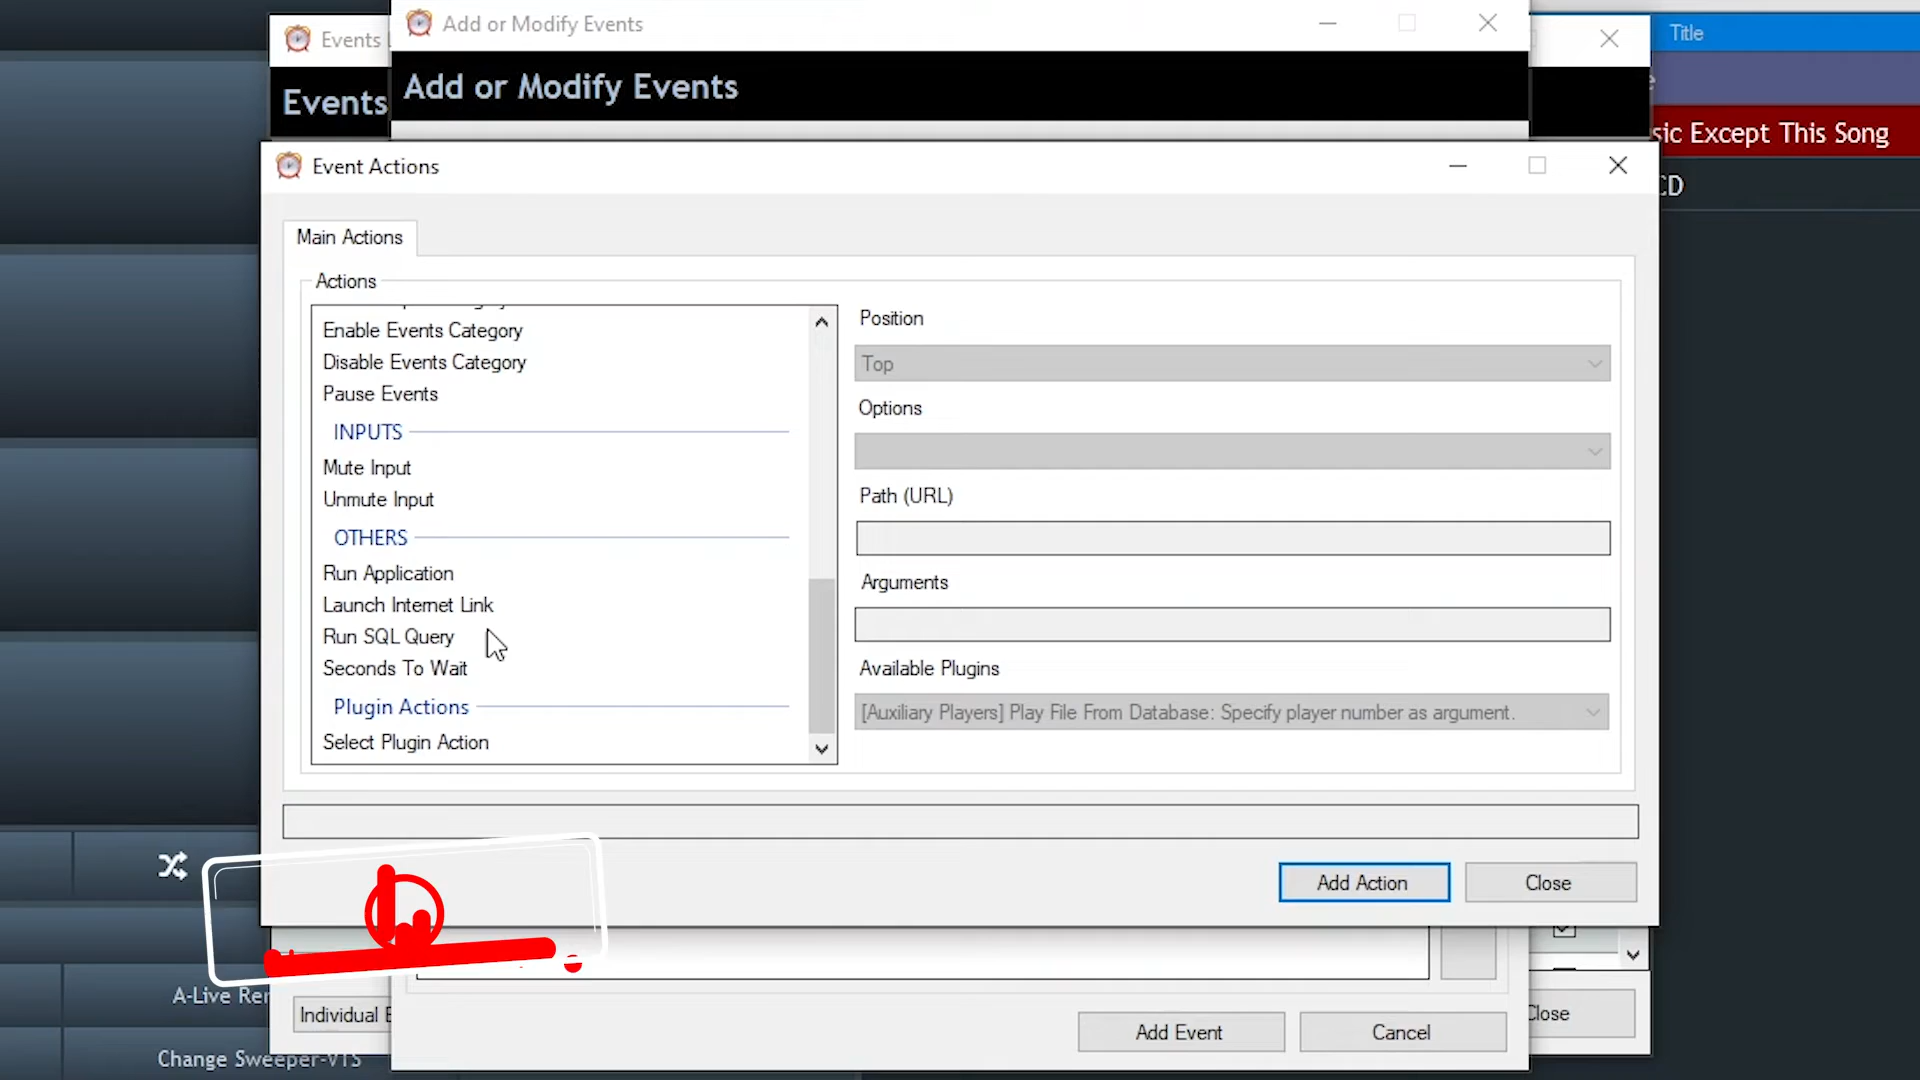 Add or Modify Events
Events
Title
Add or Modify Events
Events
sic Except This Song
CD
Event Actions
Main Actions
Actions
Enable Events Category
Disable Events Category
Pause Events
INPUTS
Mute Input
Unmute Input
OTHERS
Run Application
Launch Internet Link
Run SQL Query
Seconds To Wait
Plugin Actions
Select Plugin Action
Position
Top
Options
Path (URL)
Arguments
Available Plugins
[Auxiliary Players] Play File From Database: Specify player number as argument.
Add Action
Close
A-Live Rer
Individual E
Close
Add Event
Cancel
Change Sweeper-VTS